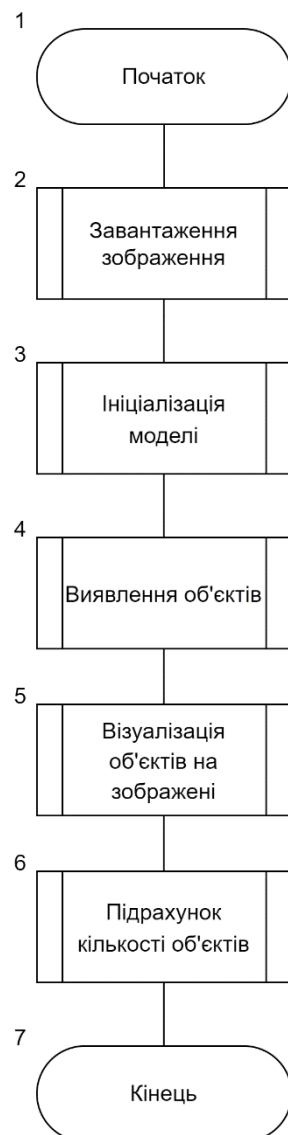 1
Початок
2
Завантаження
зображення
3
Ініціалізація
моделі
4
Виявлення об'єктів
5
Візуалізація
об'єктів на
зображені
6
Підрахунок
кількості об'єктів
7
Кінець